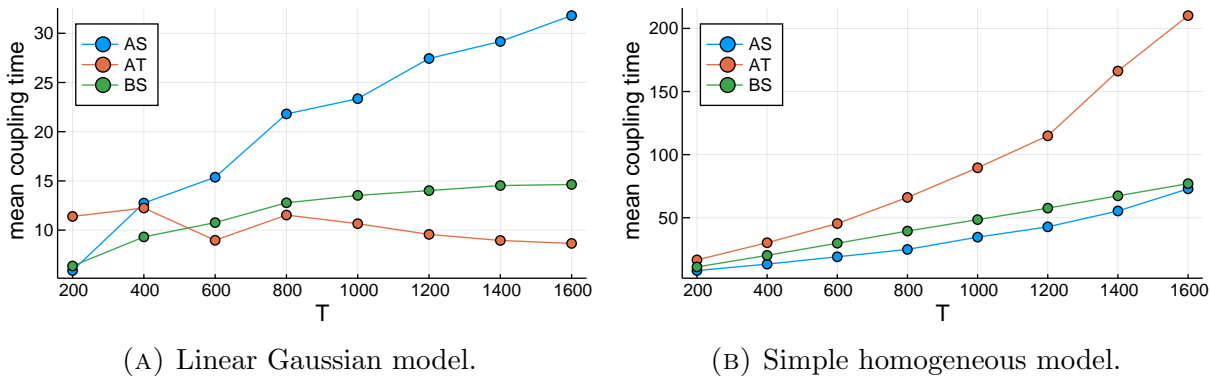 mean coupling time
30
25
20
15
10
AS
AT
BS
200 400 600 800 1000 1200 1400 1600
T
(A) Linear Gaussian model.
mean coupling time
200
150
100
50
AS
AT
BS
200 400 600 800 1000 1200 1400 1600
T
(B) Simple homogeneous model.